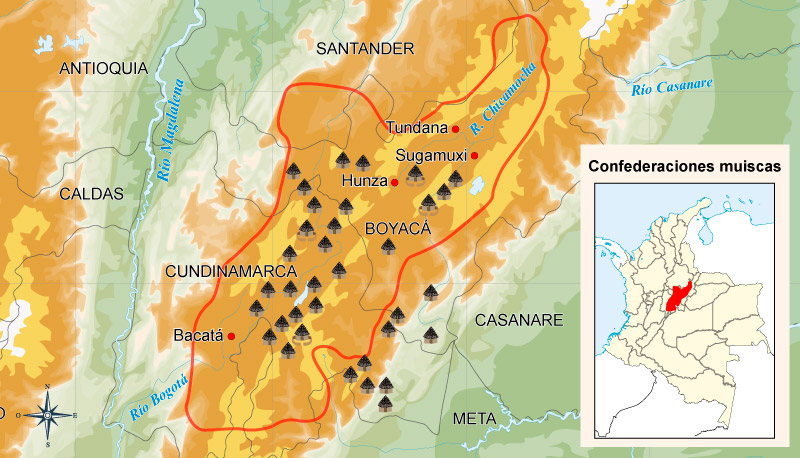 SANTANDER
ANTIOQUIA
Río Magdalena
R. Chicamocha
Río Casanare
Tundana
Sugamuxi
Hunza
CALDAS
BOYACÁ
CUNDINAMARCA
CASANARE
Bacatá
Río Bogotá
META
N
O
E
S
O
Confederaciones muiscas